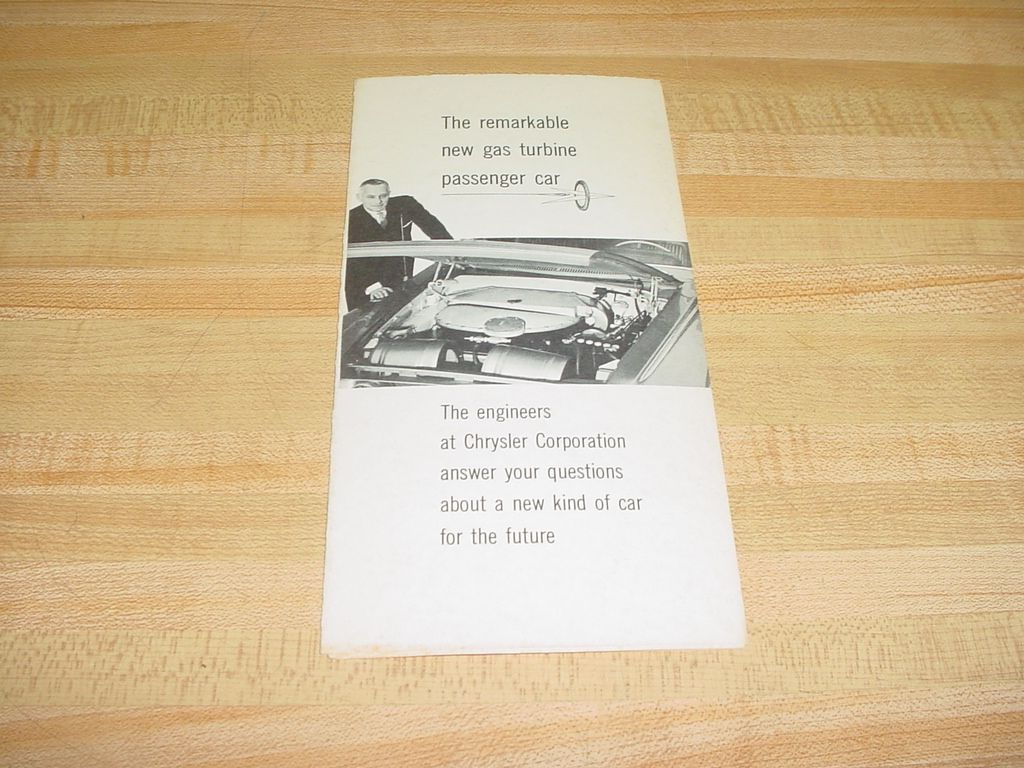 The remarkable
new gas turbine
passenger car
The engineers
at Chrysler Corporation
answer your questions
about a new kind of car
for the future